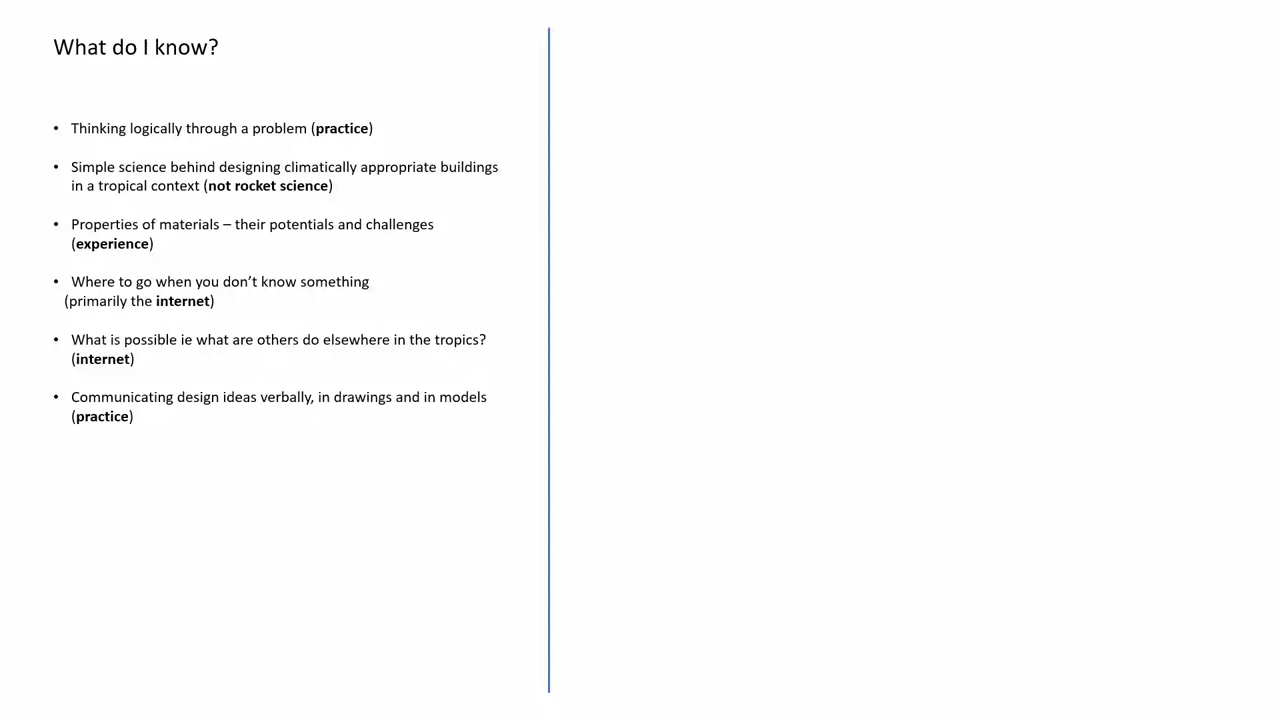 What do I know?
• Thinking logically through a problem (practice)
• Simple science behind designing climatically appropriate buildings
in a tropical context (not rocket science)
• Properties of materials – their potentials and challenges
(experience)
• Where to go when you don’t know something
(primarily the internet)
• What is possible ie what are others do elsewhere in the tropics?
(internet)
• Communicating design ideas verbally, in drawings and in models
(practice)